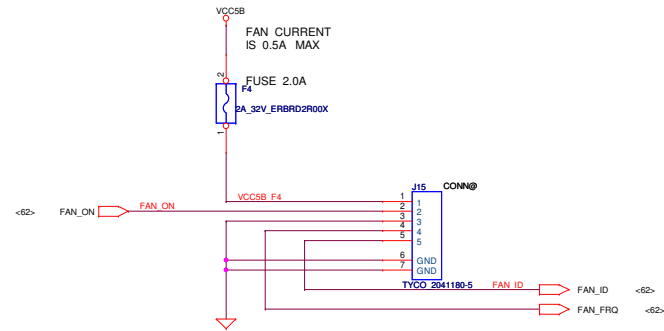 VCC5B
FAN CURRENT
IS 0.5A MAX
2
FUSE 2.0A
F4
2A_32V_ERBRD2R00X
1
J15 CONN@
VCC5B_F4 1 1
<62> FAN_ON FAN_ON 2 2
3 3
4 4
5 5
6 GND
7 GND
TYCO_2041180-5 FAN_ID FAN_ID <62>
FAN_FRQ <62>